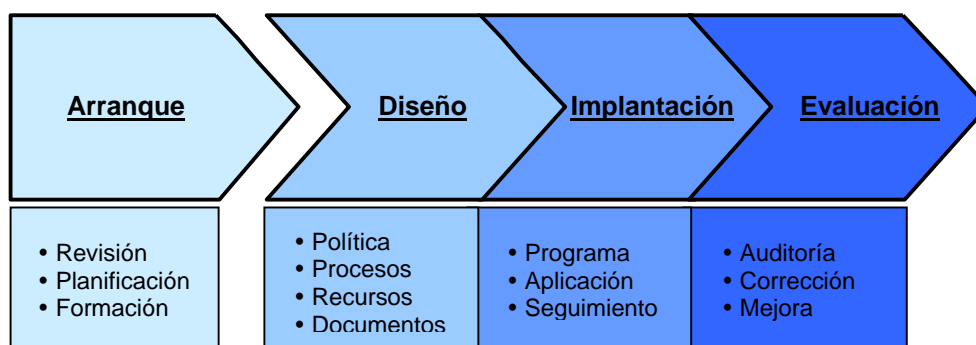 Arranque
Diseño
Implantación
Evaluación
• Revisión
• Planificación
• Formación
• Política
• Procesos
• Recursos
• Documentos
• Programa
• Aplicación
• Seguimiento
• Auditoría
• Corrección
• Mejora